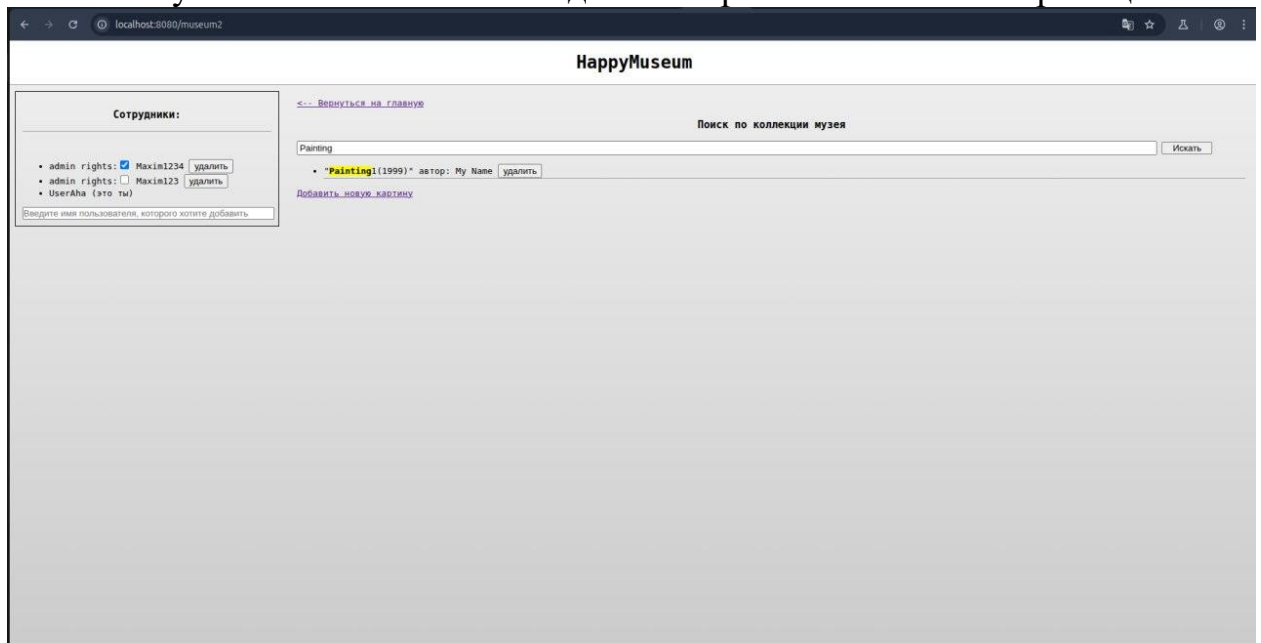 localhost:8080/museum2
HappyMuseum
Сотрудники:
admin rights: Maxim1234 удалить
admin rights: Maxim123 удалить
UserAha (это ты)
Введите имя пользователя, которого хотите добавить
<-- Вернуться на главную
Поиск по коллекции музея
Painting Искать
"Painting1(1999)" автор: My Name удалить
Добавить новую картину